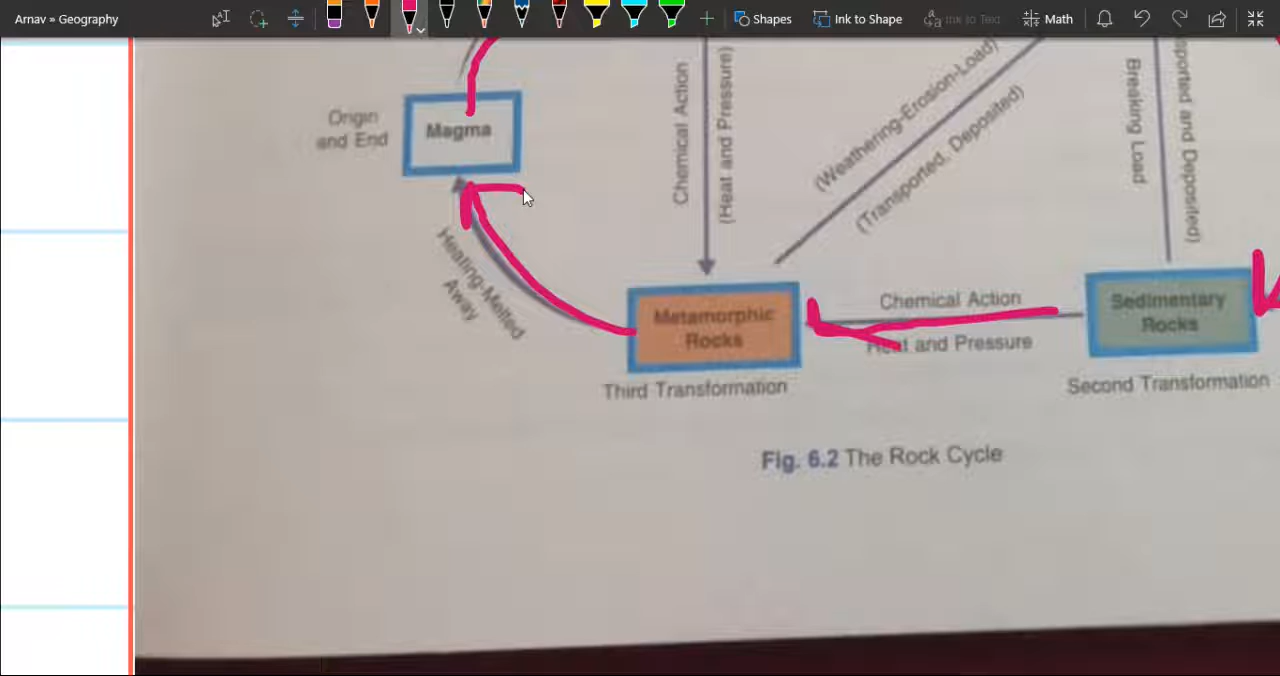 Arnav » Geography
Shapes
Ink to Shape
Ink to Text
Math
Origin
and End
Magma
Chemical Action
(Heat and Pressure)
(Weathering-Erosion-Load)
(Transported, Deposited)
Breaking Load
sported and Deposited)
Heating-Melted
Away
Metamorphic
Rocks
Third Transformation
Chemical Action
Heat and Pressure
Sedimentary
Rocks
Second Transformation
Fig. 6.2 The Rock Cycle